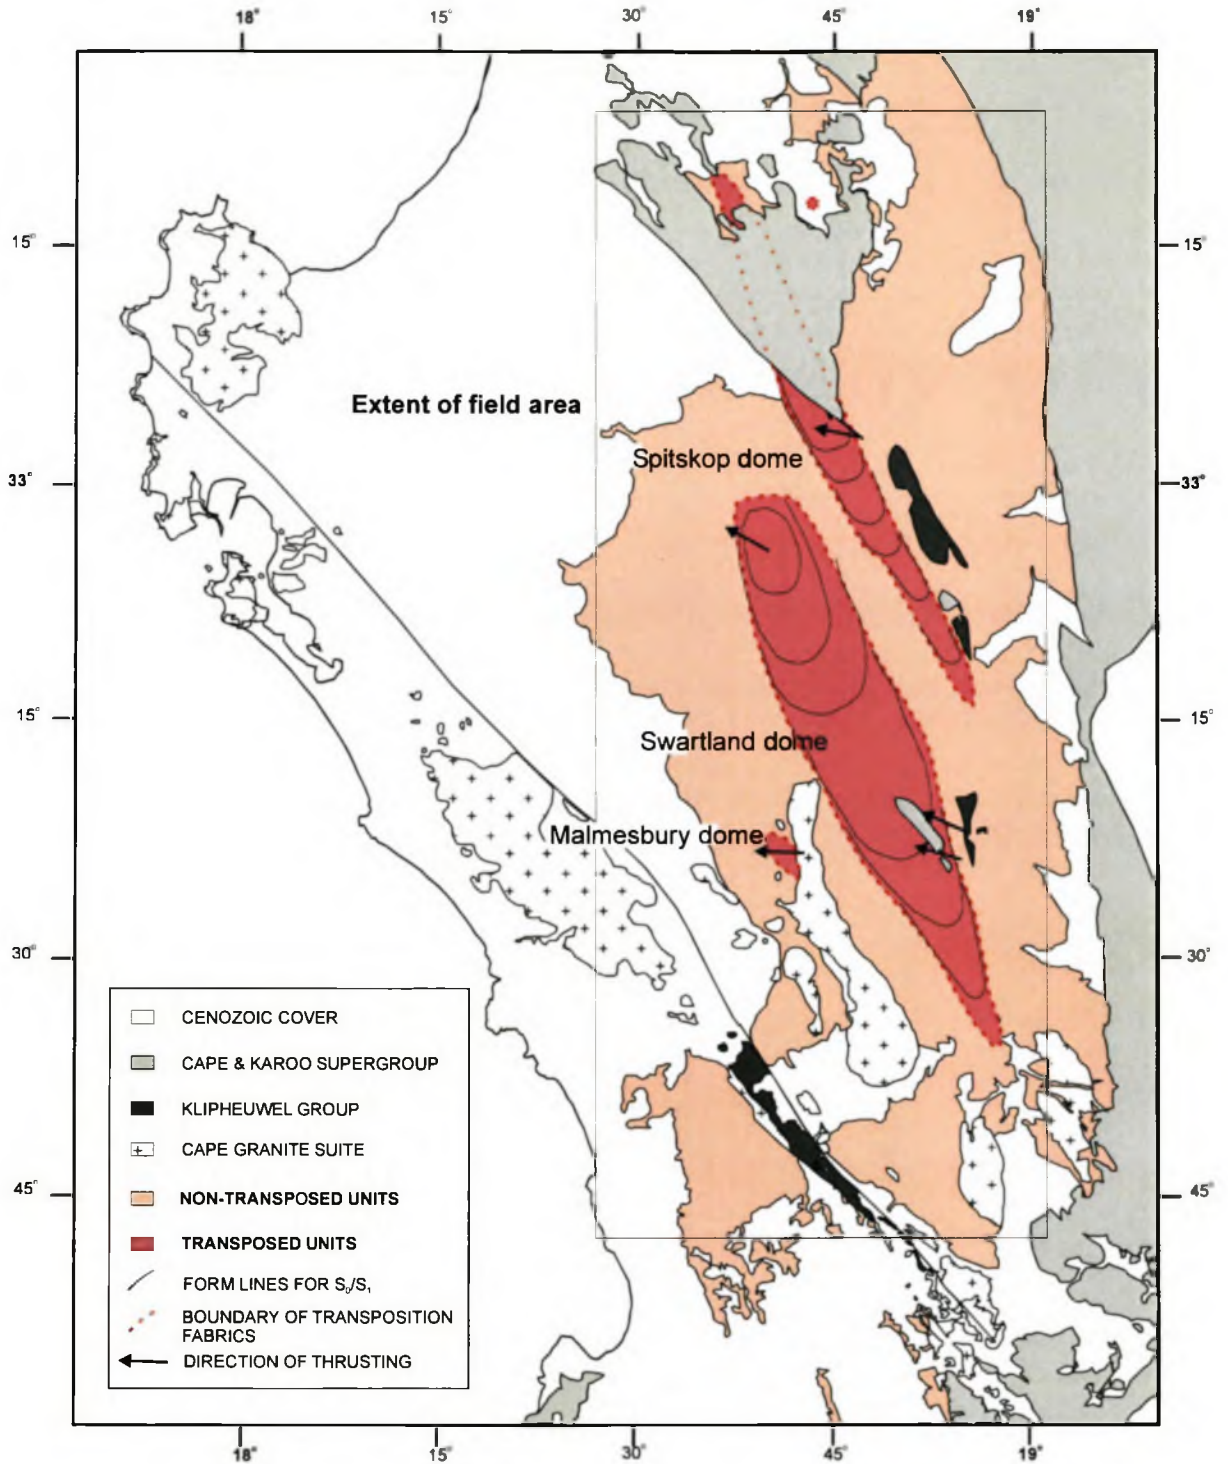 18° 15° 30° 45° 19°
15° 15°
Extent of field area
Spitskop dome
33° 33°
15° 15°
Swartland dome
Malmesbury dome
30° 30°
CENOZOIC COVER
CAPE & KAROO SUPERGROUP
KLIPHEUWEL GROUP
CAPE GRANITE SUITE
45° 45°
NON-TRANSPOSED UNITS
TRANSPOSED UNITS
FORM LINES FOR S₀/S₁
BOUNDARY OF TRANSPOSITION
FABRICS
DIRECTION OF THRUSTING
18° 15° 30° 45° 19°